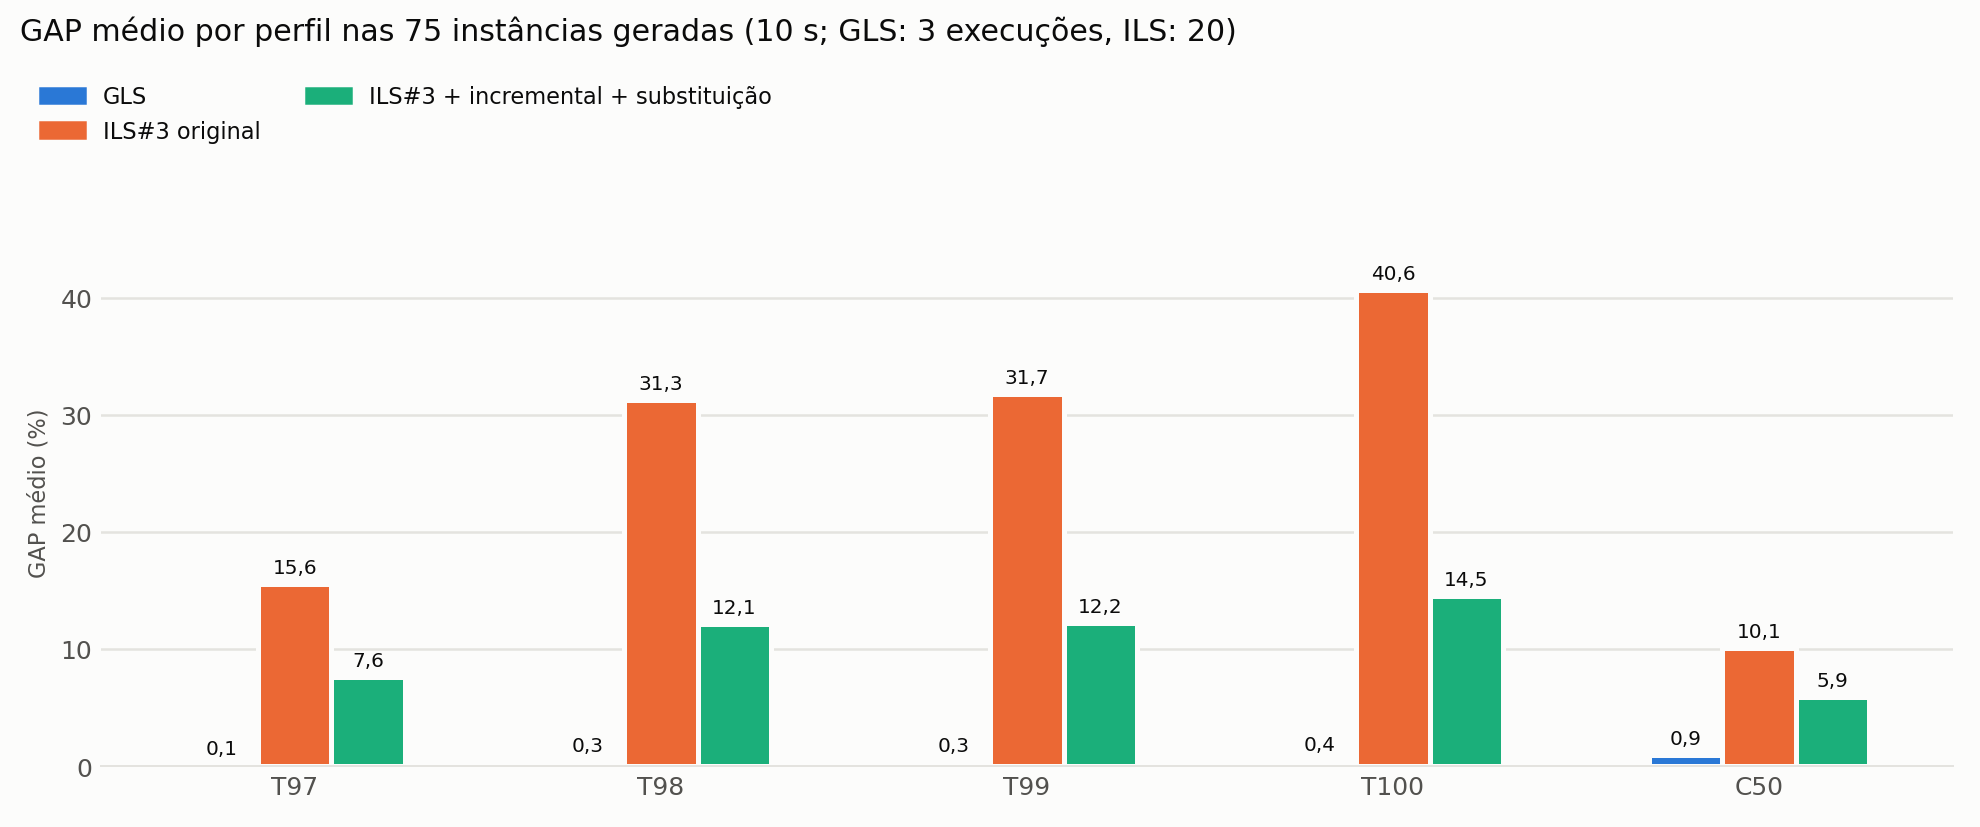 GAP médio por perfil nas 75 instâncias geradas (10 s; GLS: 3 execuções, ILS: 20)
GLS
ILS#3 original
ILS#3 + incremental + substituição
GAP médio (%)
40
30
20
10
0
0,1
15,6
7,6
0,3
31,3
12,1
0,3
31,7
12,2
0,4
40,6
14,5
0,9
10,1
5,9
T97
T98
T99
T100
C50